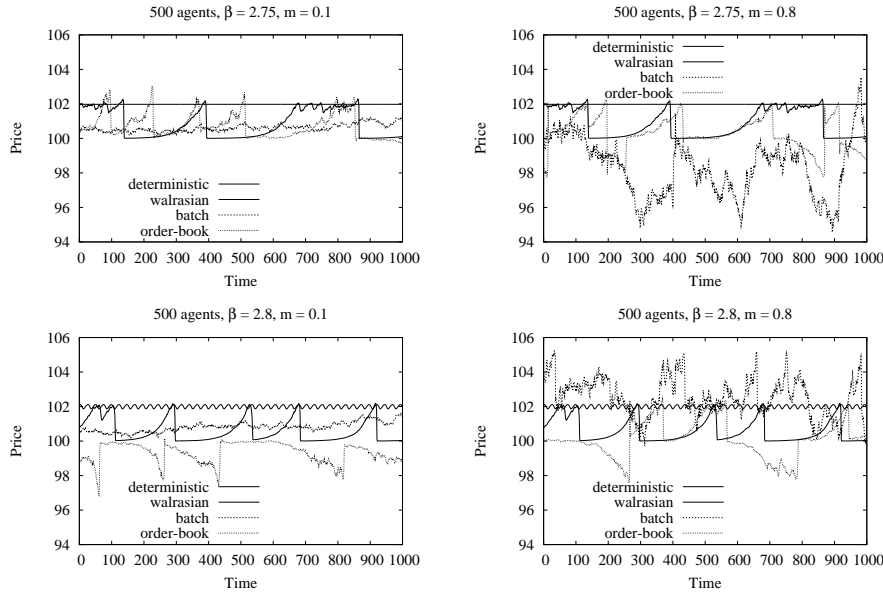 500 agents, β = 2.75, m = 0.1
106
104
102
100
98
96
94
Price
deterministic
walrasian
batch
order-book
0 100 200 300 400 500 600 700 800 900 1000
Time
500 agents, β = 2.75, m = 0.8
106
104
102
100
98
96
94
Price
deterministic
walrasian
batch
order-book
0 100 200 300 400 500 600 700 800 900 1000
Time
500 agents, β = 2.8, m = 0.1
106
104
102
100
98
96
94
Price
deterministic
walrasian
batch
order-book
0 100 200 300 400 500 600 700 800 900 1000
Time
500 agents, β = 2.8, m = 0.8
106
104
102
100
98
96
94
Price
deterministic
walrasian
batch
order-book
0 100 200 300 400 500 600 700 800 900 1000
Time